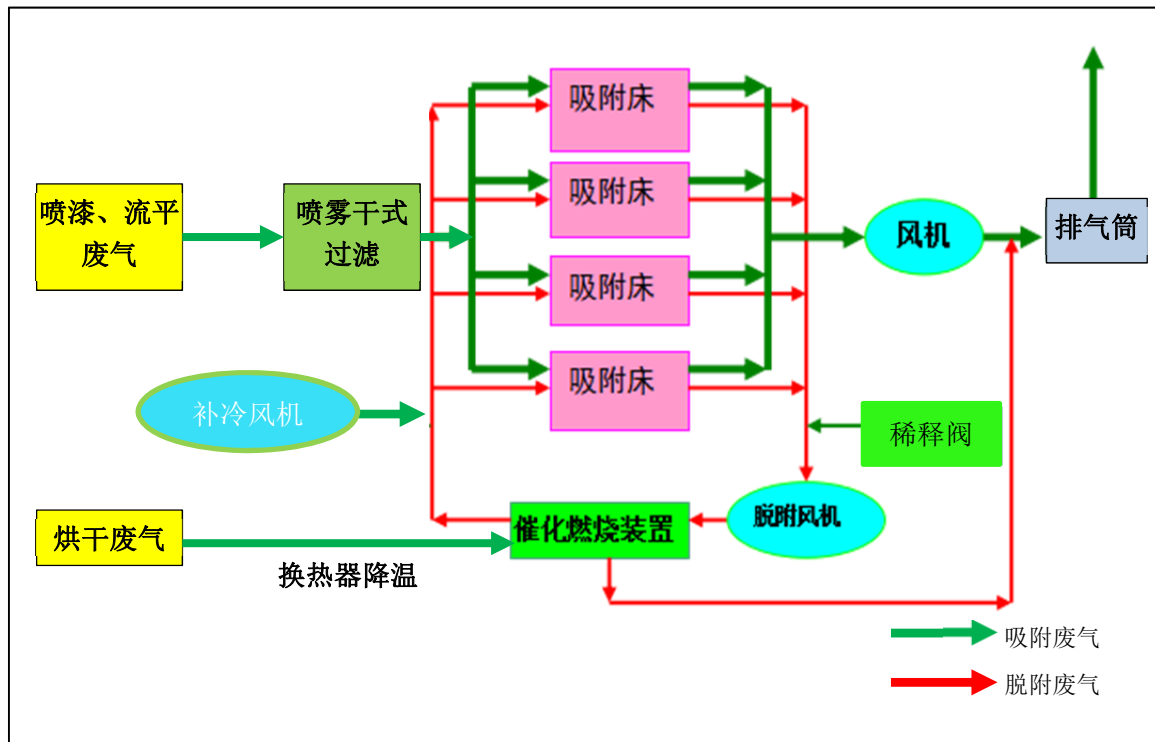 吸附床
吸附床
吸附床
吸附床
喷漆、流平
废气
喷雾干式
过滤
风机
排气筒
补冷风机
稀释阀
烘干废气
换热器降温
催化燃烧装置
脱附风机
吸附废气
脱附废气